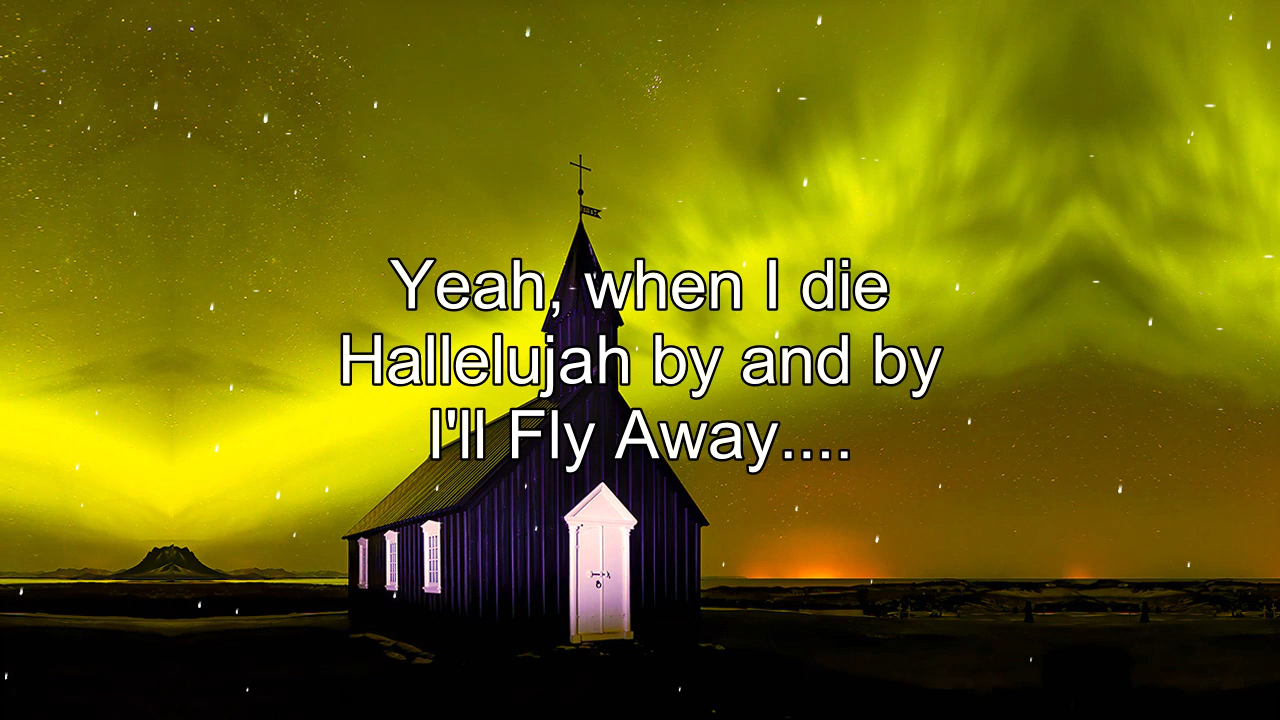 Yeah, when I die
Hallelujah by and by
I'll Fly Away....